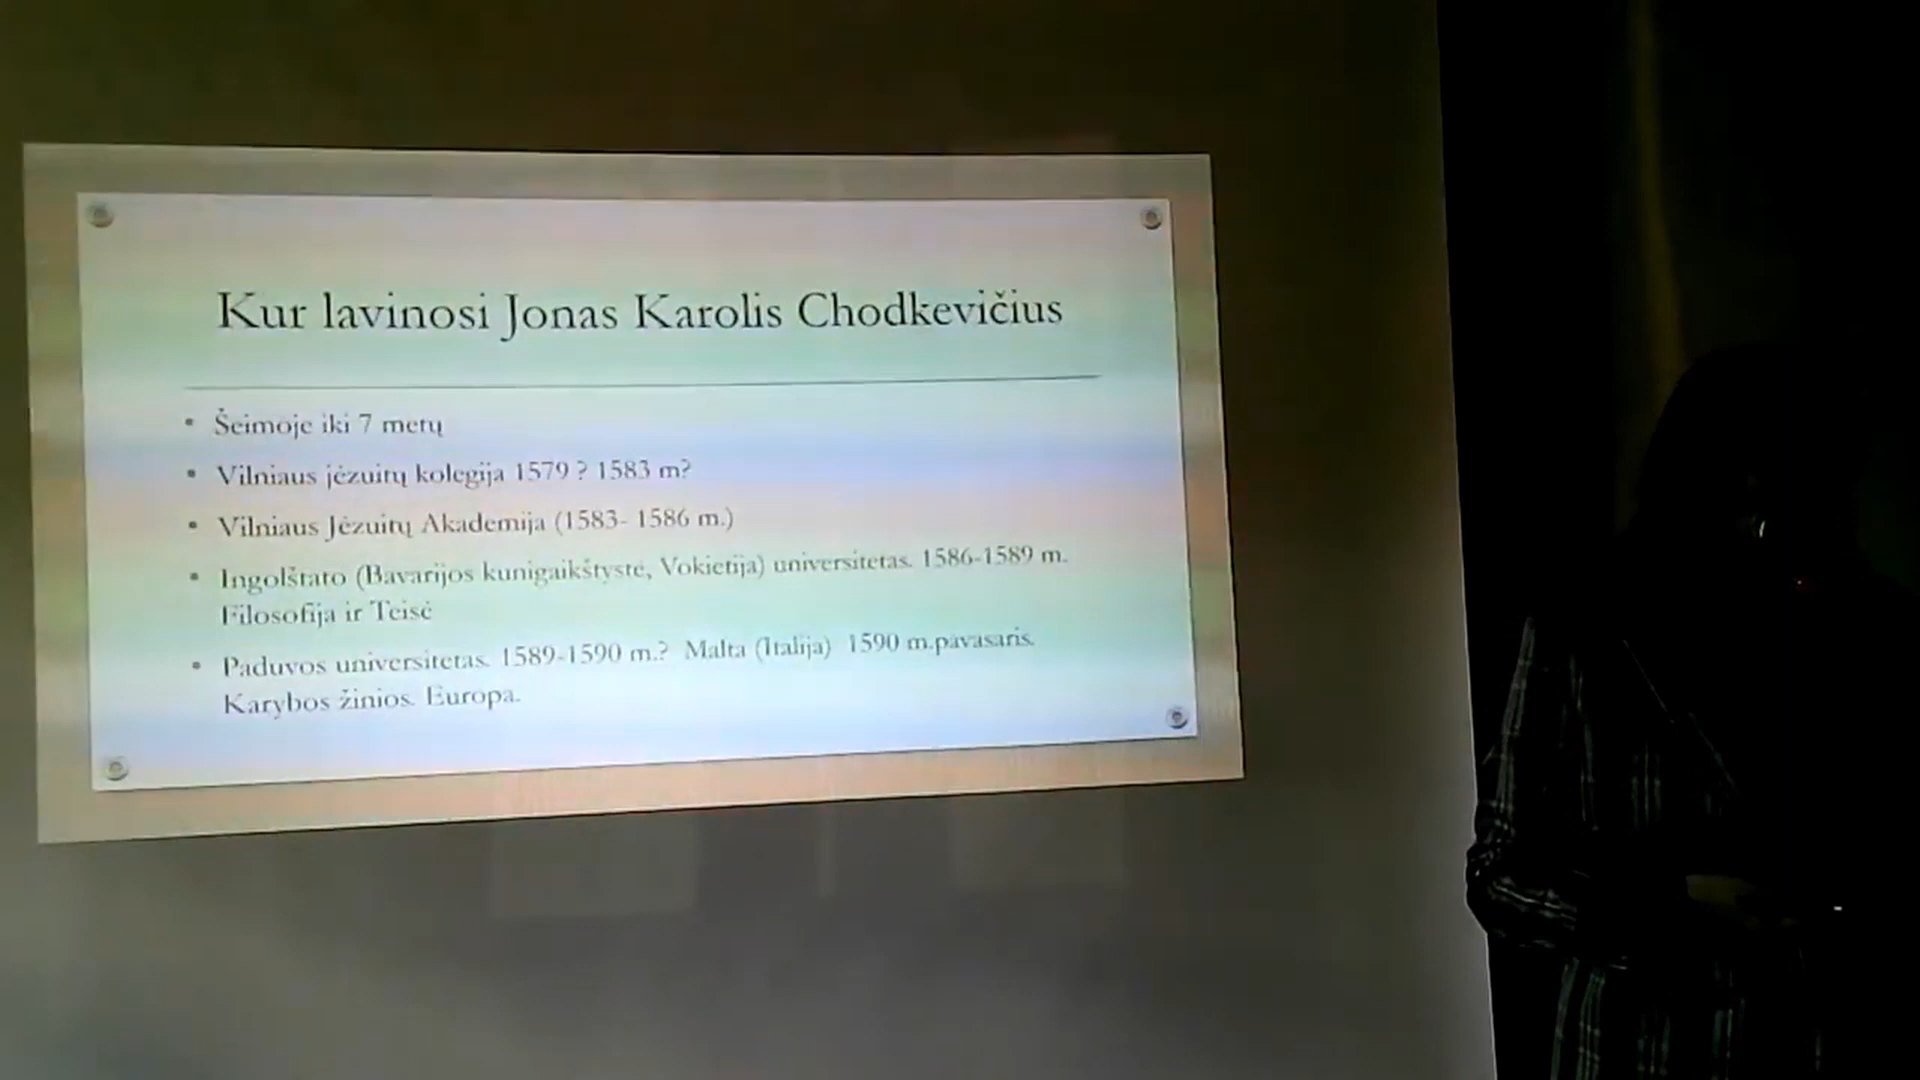 Kur lavinosi Jonas Karolis Chodkevičius
• Šeimoje iki 7 metų
• Vilniaus jėzuitų kolegija 1579 ? 1583 m?
• Vilniaus Jėzuitų Akademija (1583- 1586 m.)
• Ingolštato (Bavarijos kunigaikštystė, Vokietija) universitetas. 1586-1589 m.
Filosofija ir Teisė
• Paduvos universitetas. 1589-1590 m.? Malta (Italija) 1590 m.pavasaris.
Karybos žinios. Europa.